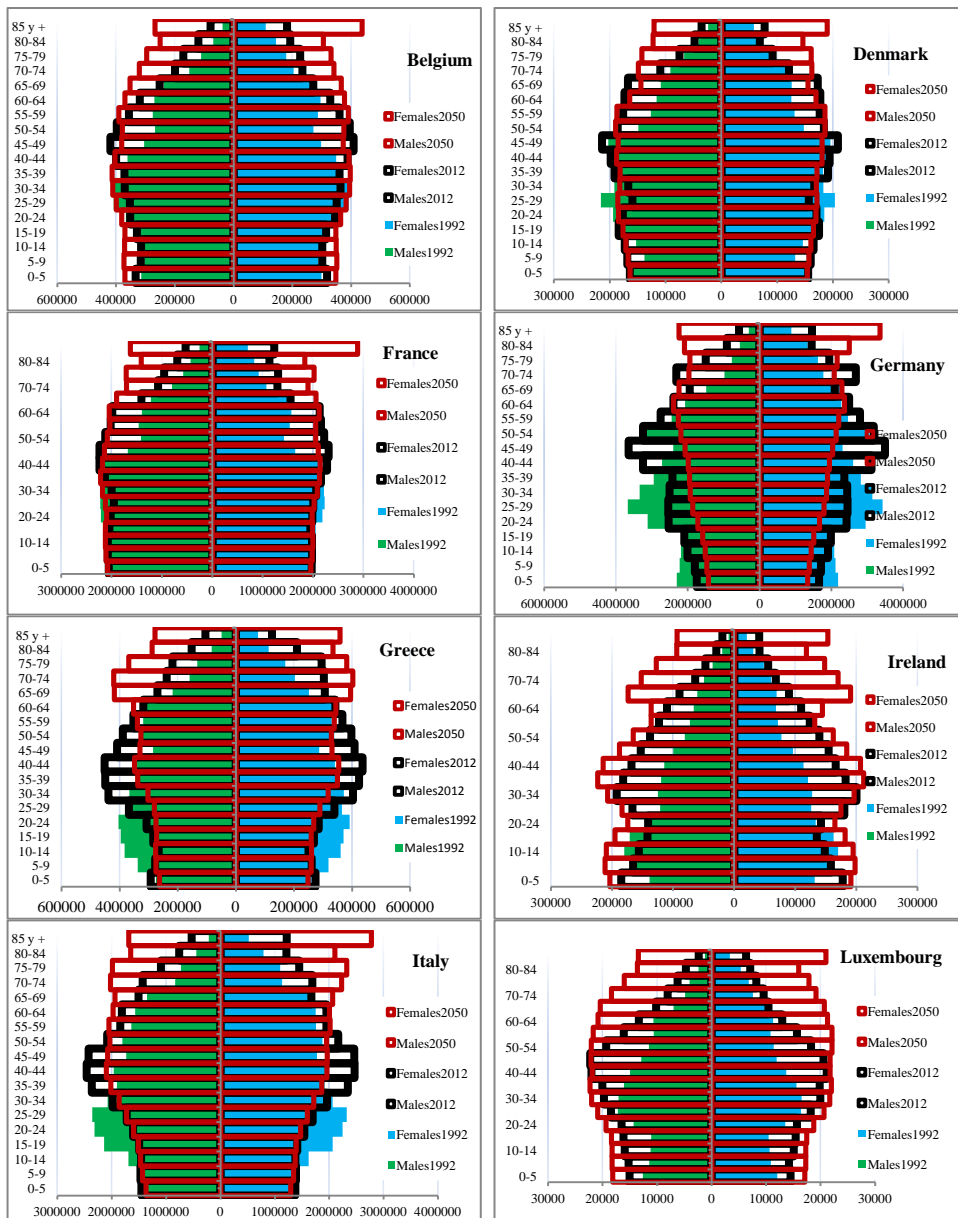 Belgium
85 y +
80-84
75-79
70-74
65-69
60-64
55-59
50-54
45-49
40-44
35-39
30-34
25-29
20-24
15-19
10-14
5-9
0-5
600000 400000 200000 0 200000 400000 600000
Females2050
Males2050
Females2012
Males2012
Females1992
Males1992
Denmark
85 y +
80-84
75-79
70-74
65-69
60-64
55-59
50-54
45-49
40-44
35-39
30-34
25-29
20-24
15-19
10-14
5-9
0-5
300000 200000 100000 0 100000 200000 300000
Females2050
Males2050
Females2012
Males2012
Females1992
Males1992
France
80-84
70-74
60-64
50-54
40-44
30-34
20-24
10-14
0-5
3000000 2000000 1000000 0 1000000 2000000 3000000 4000000
Females2050
Males2050
Females2012
Males2012
Females1992
Males1992
Germany
85 y +
80-84
75-79
70-74
65-69
60-64
55-59
50-54
45-49
40-44
35-39
30-34
25-29
20-24
15-19
10-14
5-9
0-5
6000000 4000000 2000000 0 2000000 4000000
Females2050
Males2050
Females2012
Males2012
Females1992
Males1992
Greece
85 y +
80-84
75-79
70-74
65-69
60-64
55-59
50-54
45-49
40-44
35-39
30-34
25-29
20-24
15-19
10-14
5-9
0-5
600000 400000 200000 0 200000 400000 600000
Females2050
Males2050
Females2012
Males2012
Females1992
Males1992
Ireland
80-84
70-74
60-64
50-54
40-44
30-34
20-24
10-14
0-5
300000 200000 100000 0 100000 200000 300000
Females2050
Males2050
Females2012
Males2012
Females1992
Males1992
Italy
85 y +
80-84
75-79
70-74
65-69
60-64
55-59
50-54
45-49
40-44
35-39
30-34
25-29
20-24
15-19
10-14
5-9
0-5
3000000 2000000 1000000 0 1000000 2000000 3000000 4000000
Females2050
Males2050
Females2012
Males2012
Females1992
Males1992
Luxembourg
80-84
70-74
60-64
50-54
40-44
30-34
20-24
10-14
0-5
30000 20000 10000 0 10000 20000 30000
Females2050
Males2050
Females2012
Males2012
Females1992
Males1992